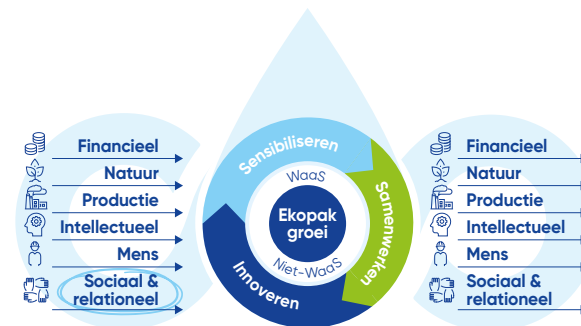 Financieel
Natuur
Productie
Intellectueel
Mens
Sociaal &
relationeel
Sensibiliseren
Samenwerken
Innoveren
WaaS
Ekopak
groei
Niet-WaaS
Financieel
Natuur
Productie
Intellectueel
Mens
Sociaal &
relationeel